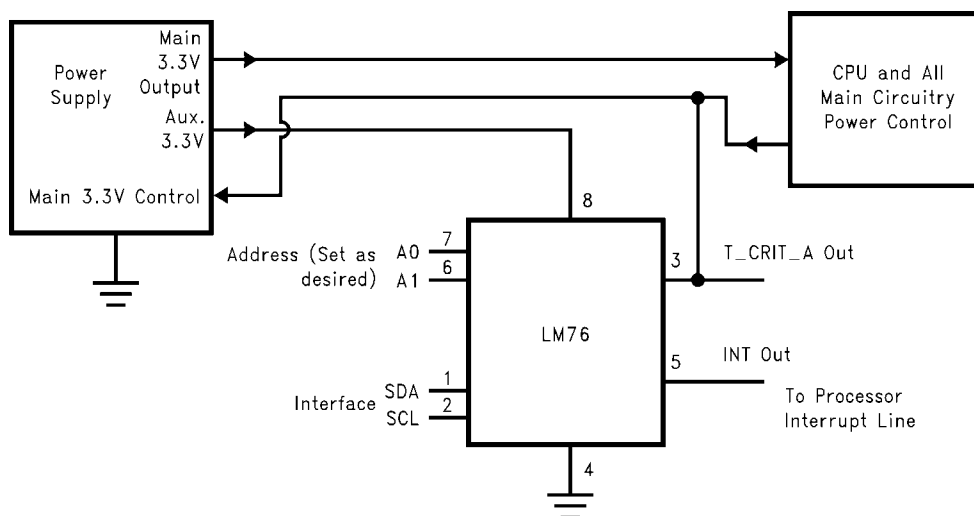 Power
Supply
Main
3.3V
Output
Aux.
3.3V
Main 3.3V Control
CPU and All
Main Circuitry
Power Control
8
Address (Set as
desired)
7
A0
6
A1
3
T_CRIT_A Out
LM76
5
INT Out
To Processor
Interrupt Line
Interface
1
SDA
2
SCL
4